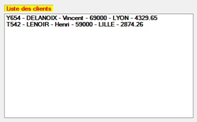 Liste des clients
Y654 - DELANOIX - Vincent - 69000 - LYON - 4329.65
T542 - LENOIR - Henri - 59000 - LILLE - 2874.26